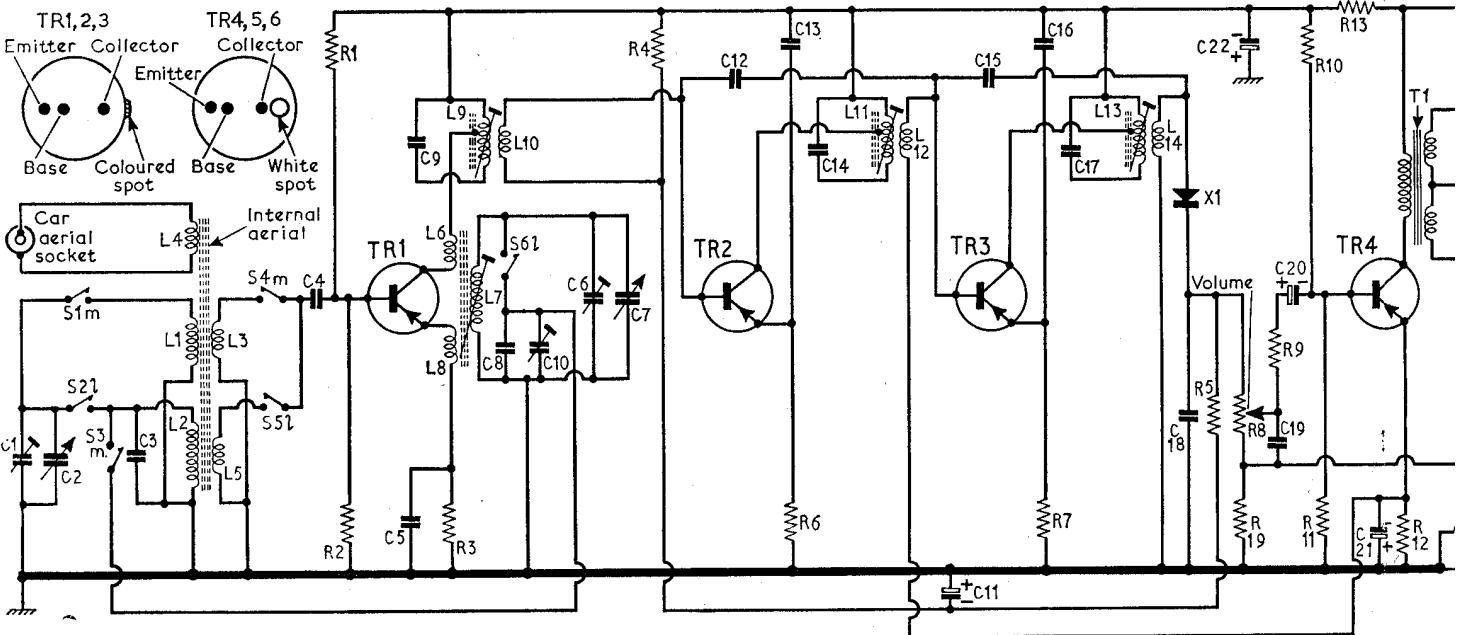 TR1,2,3
TR4,5,6
Emitter
Collector
Collector
Emitter
Base
Coloured
spot
Base
White
spot
Car
aerial
socket
L4
Internal
aerial
S1m
S4m
C4
L1
L3
S2l
S5l
L2
L5
C1
C2
S3
m.
C3
R1
R2
TR1
L6
L7
L8
S6l
C6
C7
C8
C10
C5
R3
L9
L10
C9
R4
C12
C13
TR2
R6
L11
L
12
C14
C15
C16
TR3
R7
L13
L
14
C17
X1
C11
C
18
R5
Volume
R8
R
19
C19
R9
C20
+ -
C22
-
+
R10
R13
R
11
TR4
T1
C
21
-
+
R
12
+
-